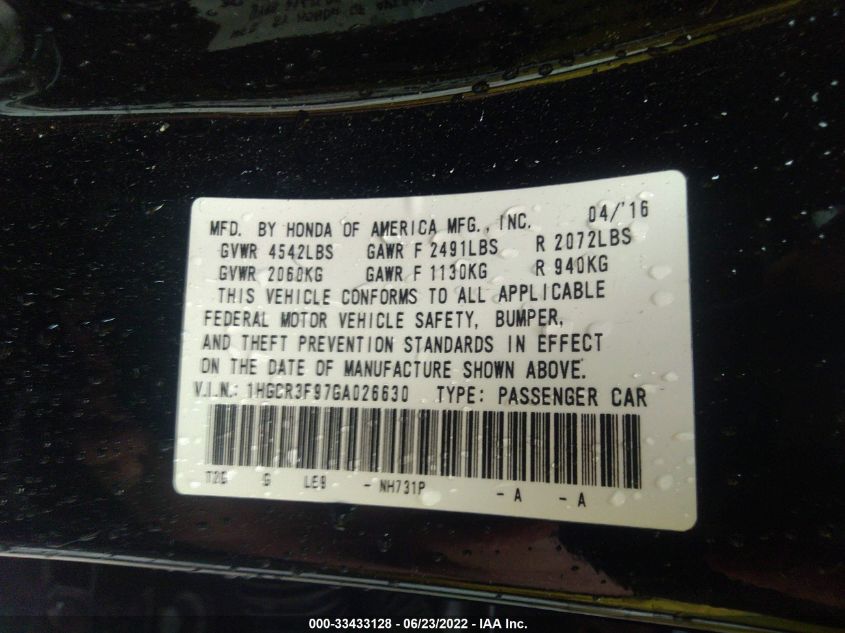 MFD. BY HONDA OF AMERICA MFG., INC. 04/'16
GVWR 4542LBS GAWR F 2491LBS R 2072LBS
GVWR 2060KG GAWR F 1130KG R 940KG
THIS VEHICLE CONFORMS TO ALL APPLICABLE
FEDERAL MOTOR VEHICLE SAFETY, BUMPER,
AND THEFT PREVENTION STANDARDS IN EFFECT
ON THE DATE OF MANUFACTURE SHOWN ABOVE.
V.I.N.: 1HGCR3F97GA026630 TYPE: PASSENGER CAR
G - NH731P - A - A
000-33433128 - 06/23/2022 - IAA Inc.